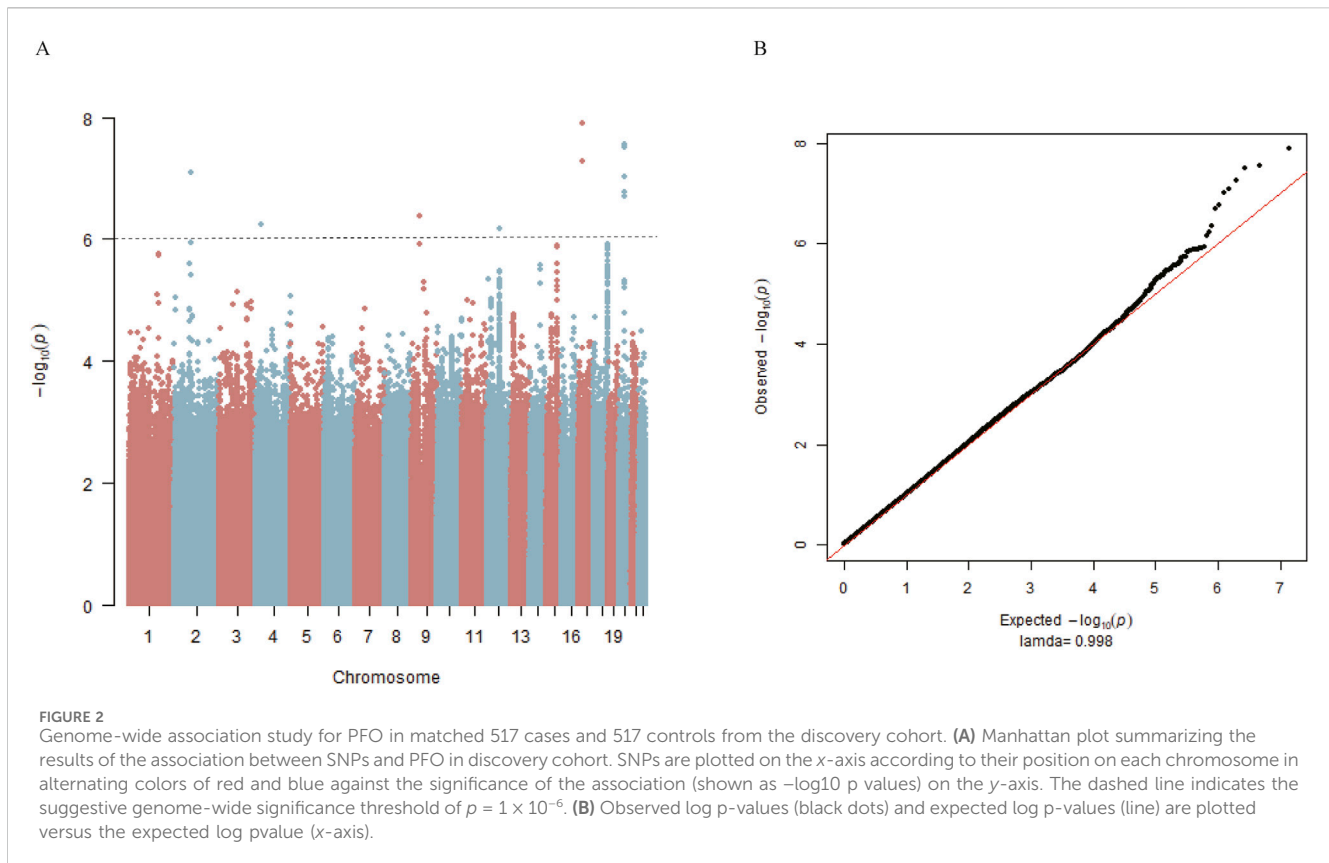 A
B
8
6
4
2
0
−log10(p)
1 2 3 4 5 6 7 8 9 11 13 16 19
Chromosome
8
6
4
2
0
Observed −log10(p)
0 1 2 3 4 5 6 7
Expected −log10(p)
lamda= 0.998
FIGURE 2
Genome-wide association study for PFO in matched 517 cases and 517 controls from the discovery cohort. (A) Manhattan plot summarizing the
results of the association between SNPs and PFO in discovery cohort. SNPs are plotted on the x-axis according to their position on each chromosome in
alternating colors of red and blue against the significance of the association (shown as –log10 p values) on the y-axis. The dashed line indicates the
suggestive genome-wide significance threshold of p = 1 × 10⁻⁶. (B) Observed log p-values (black dots) and expected log p-values (line) are plotted
versus the expected log pvalue (x-axis).